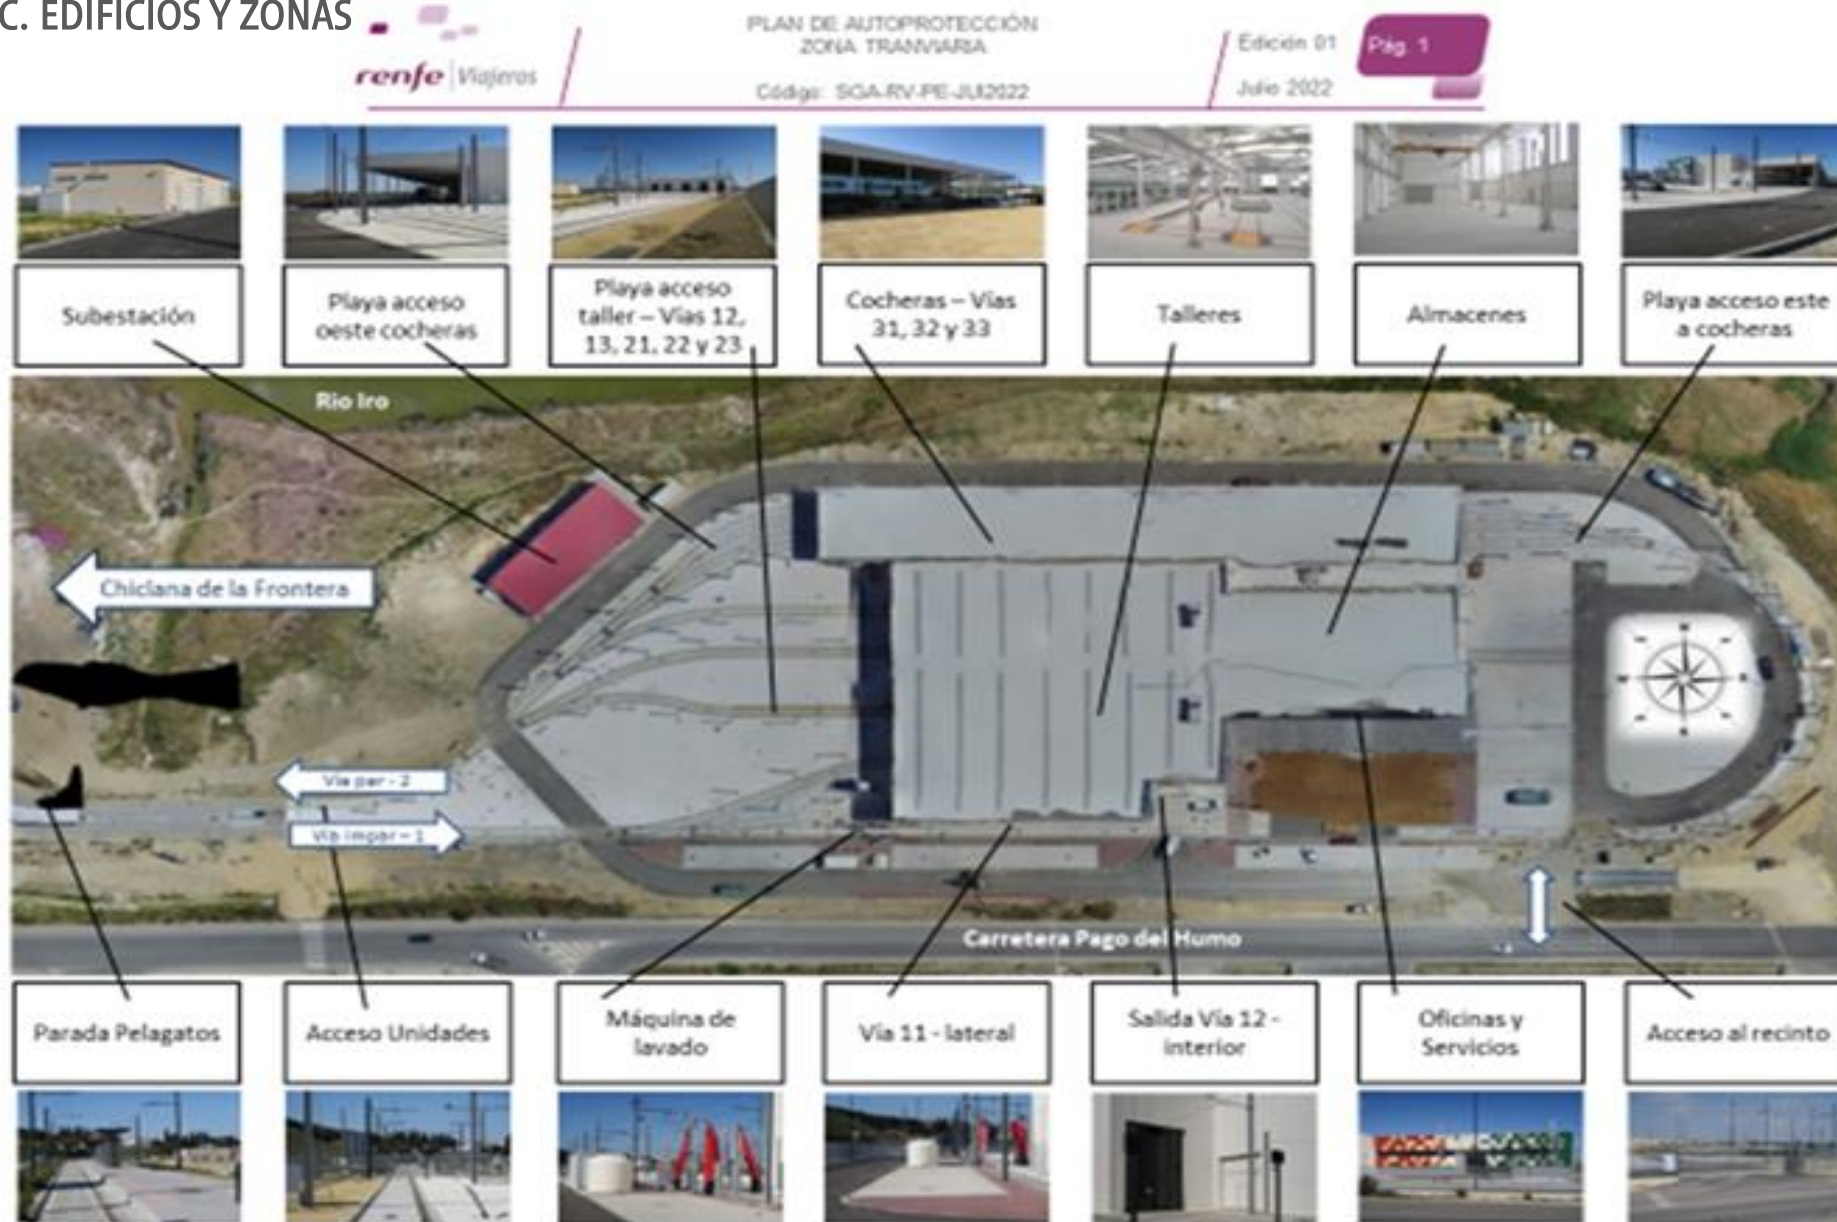 C. EDIFICIOS Y ZONAS
renfe Viajeros
PLAN DE AUTOPROTECCIÓN
ZONA TRANVIARIA
Código: SGA-RV-PE-JUl2022
Edición 01
Julio 2022
Pág. 1
Subestación
Playa acceso
oeste cocheras
Playa acceso
taller – Vías 12,
13, 21, 22 y 23
Cocheras – Vías
31, 32 y 33
Talleres
Almacenes
Playa acceso este
a cocheras
Rio Iro
Chiclana de la Frontera
Vía par - 2
Vía impar – 1
Carretera Pago del Humo
Parada Pelagatos
Acceso Unidades
Máquina de
lavado
Vía 11 - lateral
Salida Vía 12 -
interior
Oficinas y
Servicios
Acceso al recinto